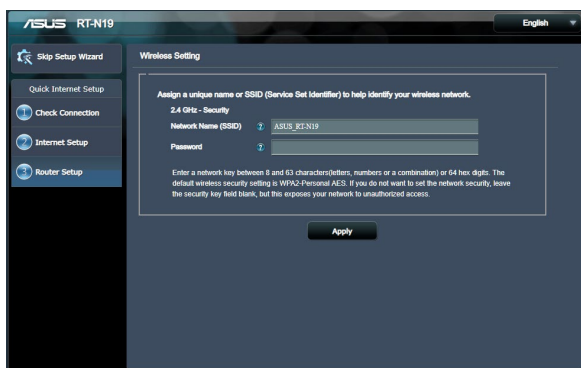 ASUS RT-N19
English
Skip Setup Wizard
Quick Internet Setup
1 Check Connection
2 Internet Setup
3 Router Setup
Wireless Setting
Assign a unique name or SSID (Service Set Identifier) to help identify your wireless network.
2.4 GHz - Security
Network Name (SSID) ? ASUS_RT-N19
Password ?
Enter a network key between 8 and 63 characters(letters, numbers or a combination) or 64 hex digits. The
default wireless security setting is WPA2-Personal AES. If you do not want to set the network security, leave
the security key field blank, but this exposes your network to unauthorized access.
Apply